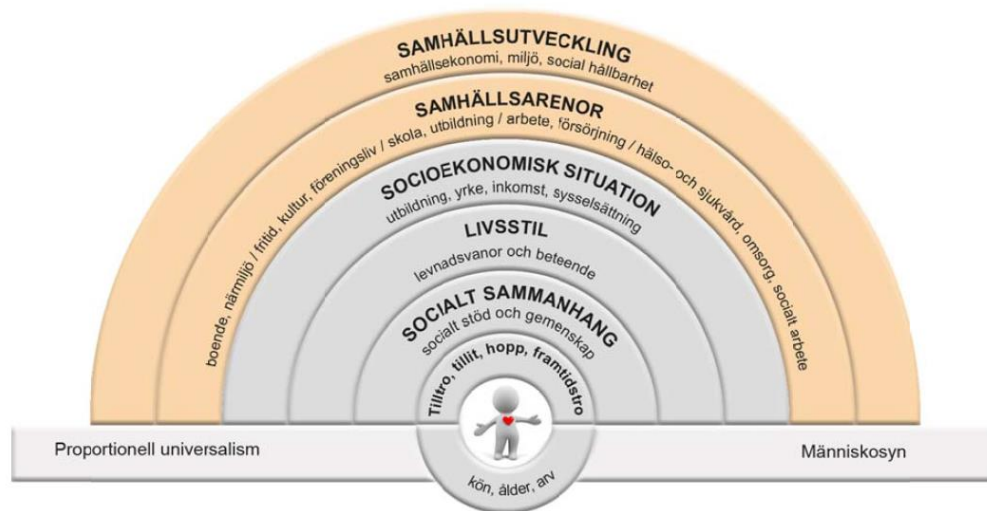 SAMHÄLLSUTVECKLING
samhällsekonomi, miljö, social hållbarhet
SAMHÄLLSARENOR
boende, närmiljö / fritid, kultur, föreningsliv / skola, utbildning / arbete, försörjning / hälso- och sjukvård, omsorg, socialt arbete
SOCIOEKONOMISK SITUATION
utbildning, yrke, inkomst, sysselsättning
LIVSSTIL
levnadsvanor och beteende
SOCIALT SAMMANHANG
socialt stöd och gemenskap
Tilltro, tillit, hopp, framtidstro
Proportionell universalism
Människosyn
kön, ålder, arv